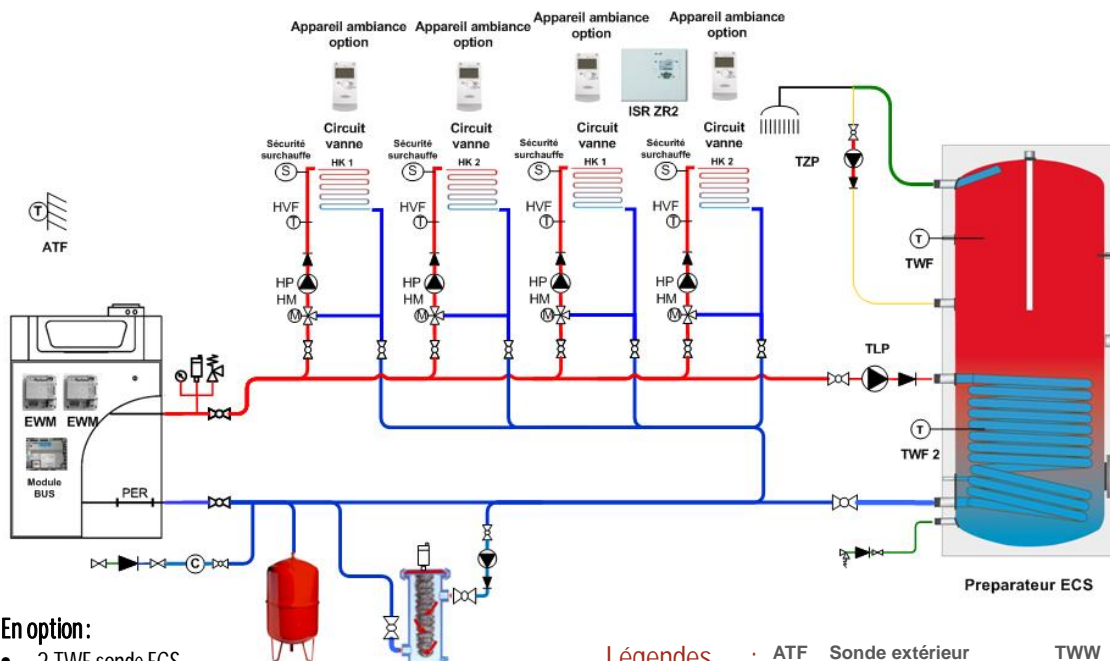 Appareil ambiance
option
Appareil ambiance
option
Appareil ambiance
option
Appareil ambiance
option
ISR ZR2
Circuit
vanne
HK 1
Circuit
vanne
HK 2
Circuit
vanne
HK 1
Circuit
vanne
HK 2
Sécurité
surchauffe
S
Sécurité
surchauffe
S
Sécurité
surchauffe
S
Sécurité
surchauffe
S
HVF
T
HVF
T
HVF
T
HVF
T
TZP
T
ATF
T
TWF
HP
HM
M
HP
HM
M
HP
HM
M
HP
HM
M
TLP
EWM
EWM
Module
BUS
PER
T
TWF 2
C
Preparateur ECS
En option :
• 2 TWF sonde ECS
Légendes :
ATF Sonde extérieur
TWW